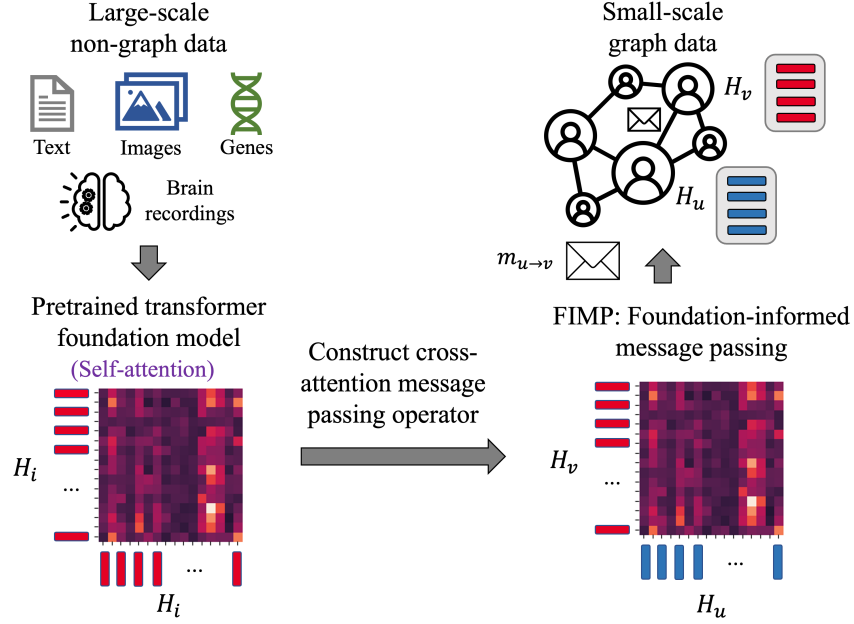 Large-scale
non-graph data
Text
Images
Genes
Brain
recordings
Pretrained transformer
foundation model
(Self-attention)
H_i
...
...
H_i
Construct cross-
attention message
passing operator
Small-scale
graph data
H_v
H_u
m_{u→v}
FIMP: Foundation-informed
message passing
H_v
...
...
H_u